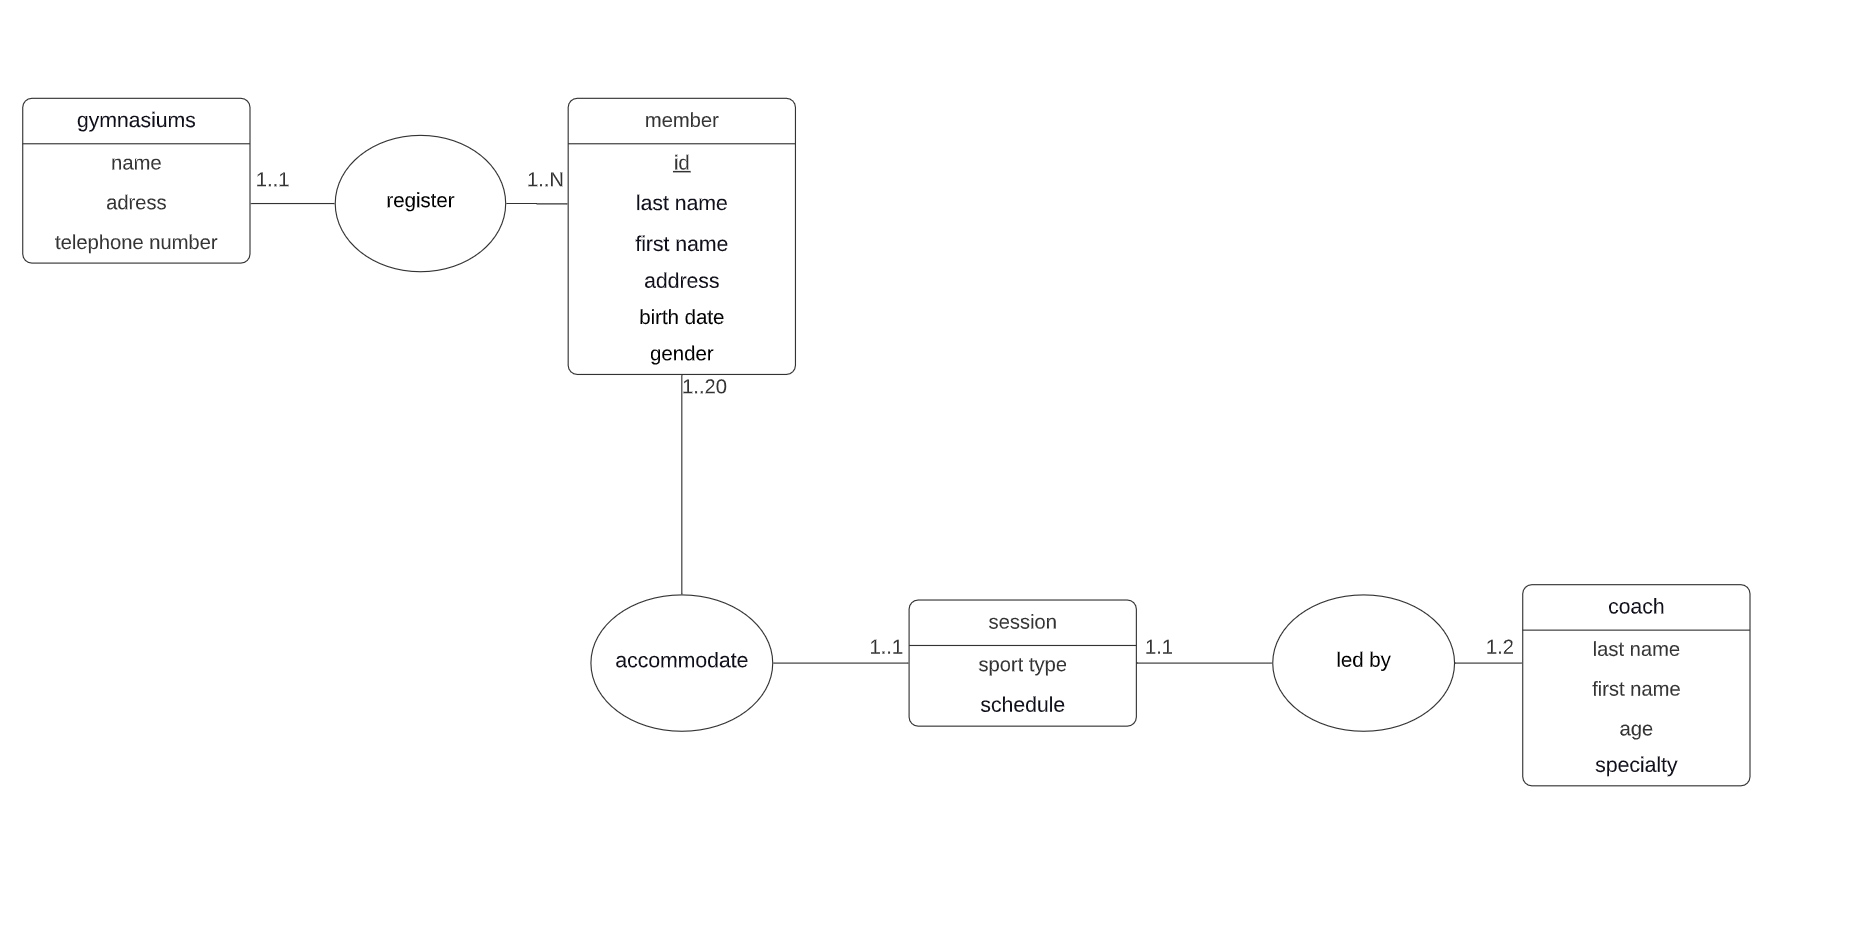 gymnasiums
name
adress
telephone number
1..1
register
1..N
member
id
last name
first name
address
birth date
gender
1..20
accommodate
1..1
session
sport type
schedule
1.1
led by
1.2
coach
last name
first name
age
specialty